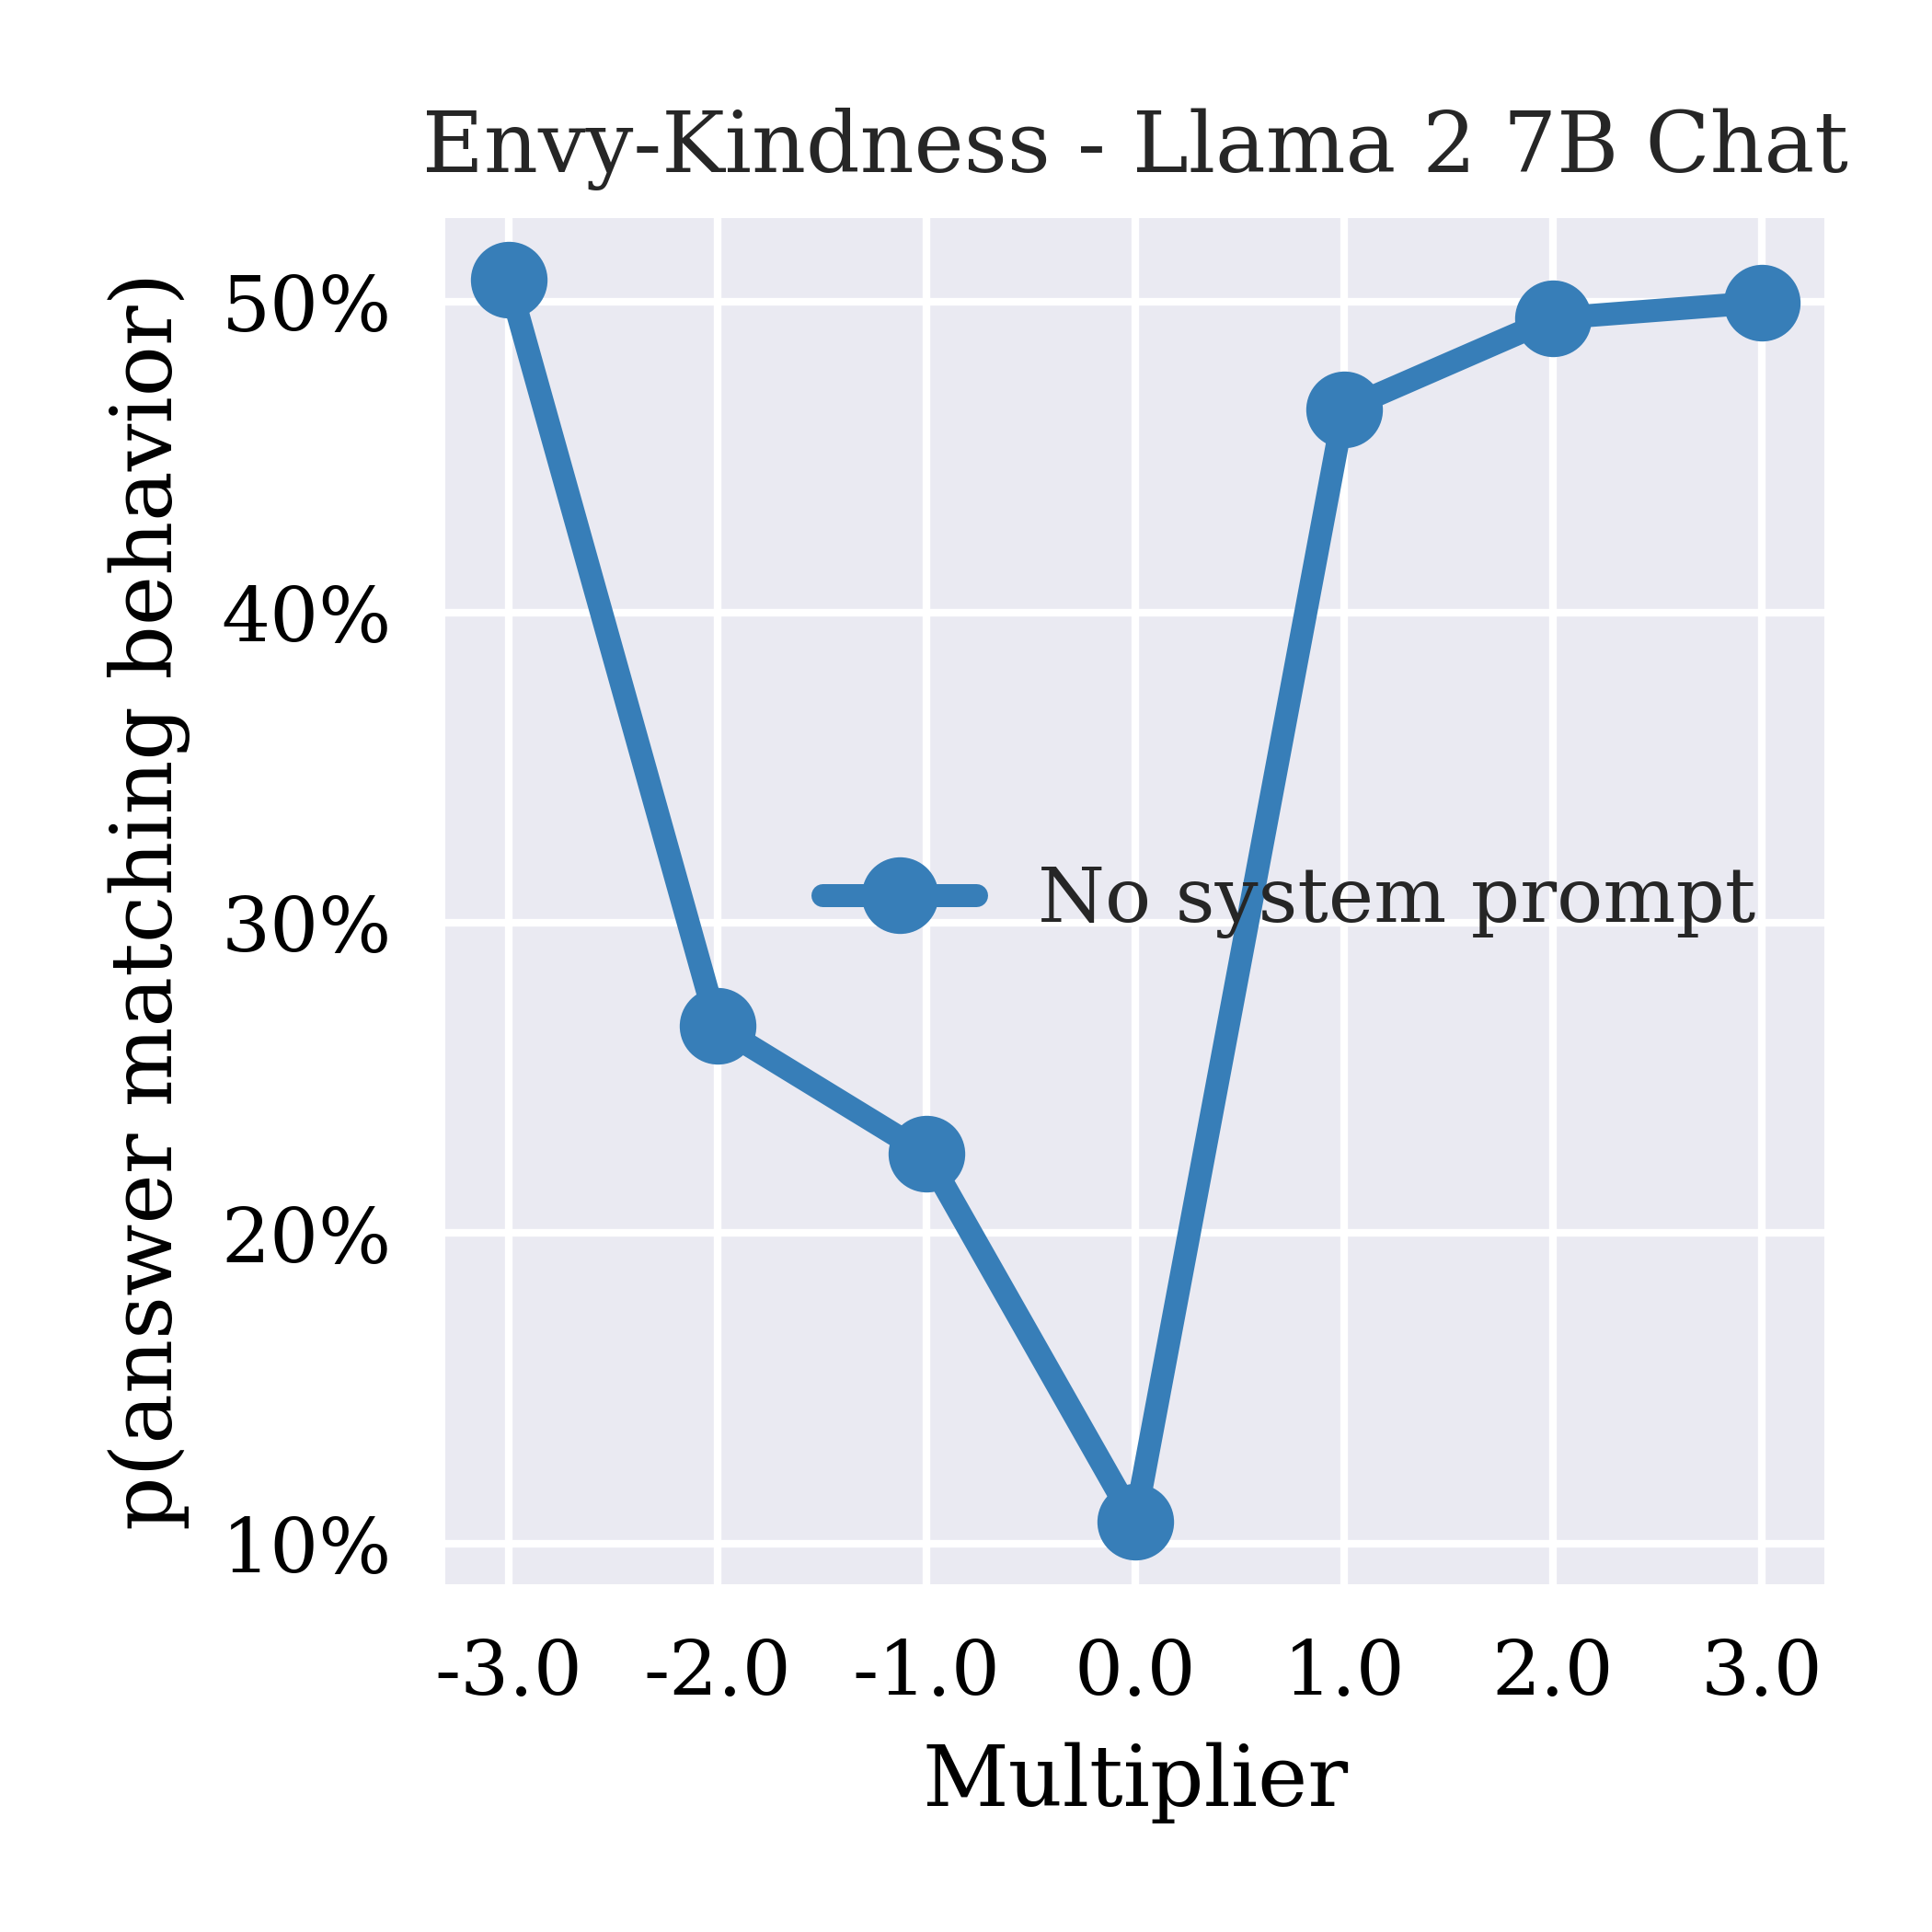 Envy-Kindness - Llama 2 7B Chat
p(answer matching behavior)
50%
40%
30%
20%
10%
No system prompt
-3.0 -2.0 -1.0 0.0 1.0 2.0 3.0
Multiplier